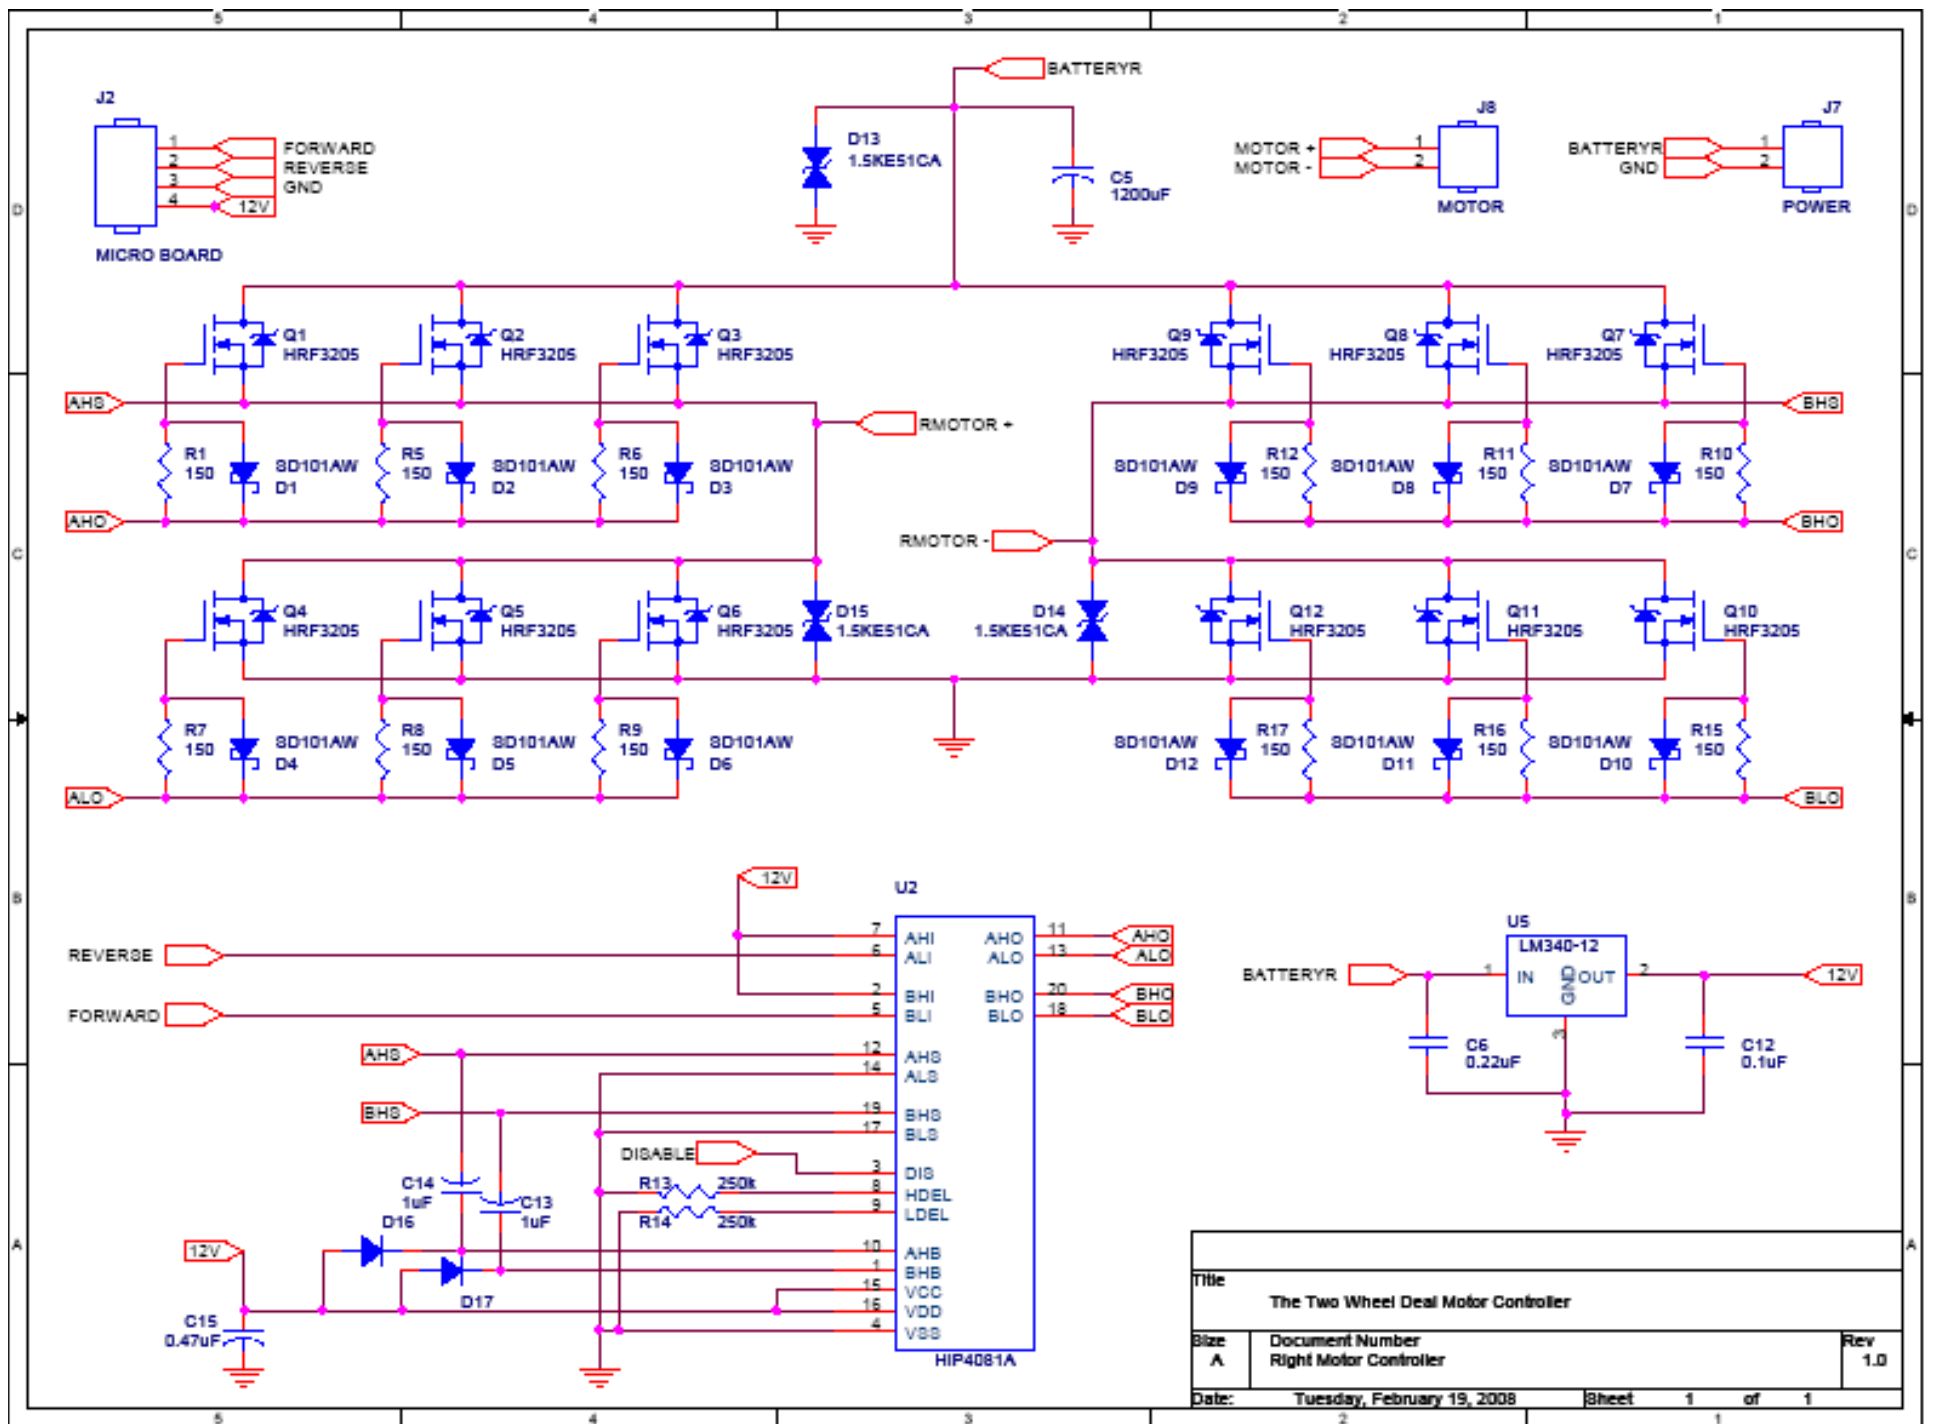 5 4 3 2 1
BATTERYR
J2
1 FORWARD
2 REVERSE
3 GND
4 12V
MICRO BOARD
D13
1.5KE51CA
C5
1200uF
J8
MOTOR + 1
MOTOR - 2
MOTOR
J7
BATTERYR 1
GND 2
POWER
D D
Q1
HRF3205
Q2
HRF3205
Q3
HRF3205
Q9
HRF3205
Q8
HRF3205
Q7
HRF3205
AHS
BHS
RMOTOR +
R1
150
SD101AW
D1
R5
150
SD101AW
D2
R6
150
SD101AW
D3
SD101AW
D9
R12
150
SD101AW
D8
R11
150
SD101AW
D7
R10
150
AHO
BHO
RMOTOR -
C C
Q4
HRF3205
Q5
HRF3205
Q6
HRF3205
D15
1.5KE51CA
D14
1.5KE51CA
Q12
HRF3205
Q11
HRF3205
Q10
HRF3205
R7
150
SD101AW
D4
R8
150
SD101AW
D5
R9
150
SD101AW
D6
SD101AW
D12
R17
150
SD101AW
D11
R16
150
SD101AW
D10
R15
150
ALO
BLO
B B
12V
U2
REVERSE
FORWARD
7 AHI AHO 11 AHO
6 ALI ALO 13 ALO
2 BHI BHO 20 BHO
5 BLI BLO 18 BLO
AHS 12 AHS
14 ALS
BHS 19 BHS
17 BLS
DISABLE 3 DIS
R13 250k 8 HDEL
R14 250k 9 LDEL
10 AHB
1 BHB
15 VCC
16 VDD
4 VSS
HIP4081A
C14
1uF
C13
1uF
D16
D17
12V
C15
0.47uF
U5
LM340-12
BATTERYR 1 IN GND OUT 2 12V
3
C6
0.22uF
C12
0.1uF
A A
Title
The Two Wheel Deal Motor Controller
Size
A
Document Number
Right Motor Controller
Rev
1.0
Date: Tuesday, February 19, 2008 Sheet 1 of 1
5 4 3 2 1